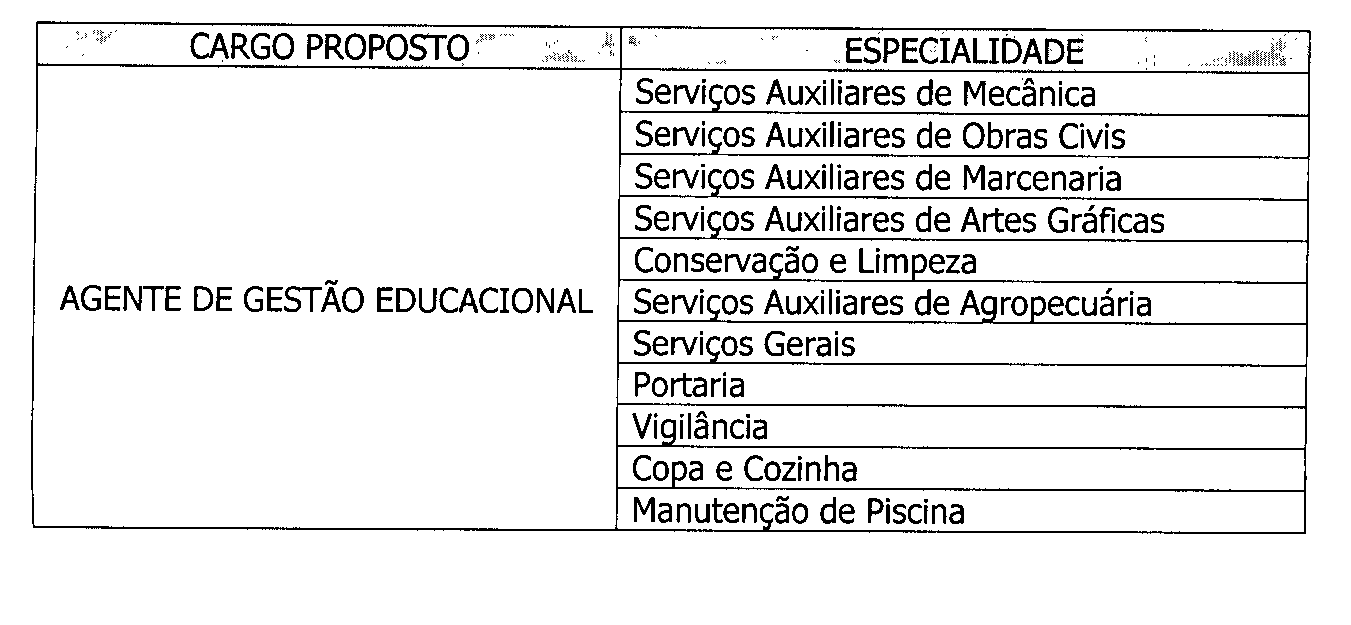 CARGO PROPOSTO ESPECIALIDADE
Serviços Auxiliares de Mecânica
Serviços Auxiliares de Obras Civis
Serviços Auxiliares de Marcenaria
Serviços Auxiliares de Artes Gráficas
Conservação e Limpeza
AGENTE DE GESTÃO EDUCACIONAL Serviços Auxiliares de Agropecuária
Serviços Gerais
Portaria
Vigilância
Copa e Cozinha
Manutenção de Piscina